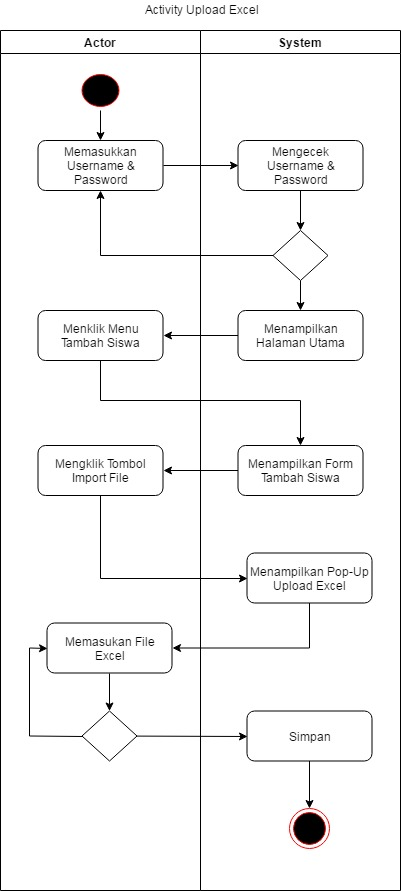 Activity Upload Excel
Actor
System
Memasukkan
Username &
Password
Mengecek
Username &
Password
Menampilkan
Halaman Utama
Menklik Menu
Tambah Siswa
Menampilkan Form
Tambah Siswa
Mengklik Tombol
Import File
Menampilkan Pop-Up
Upload Excel
Memasukan File
Excel
Simpan